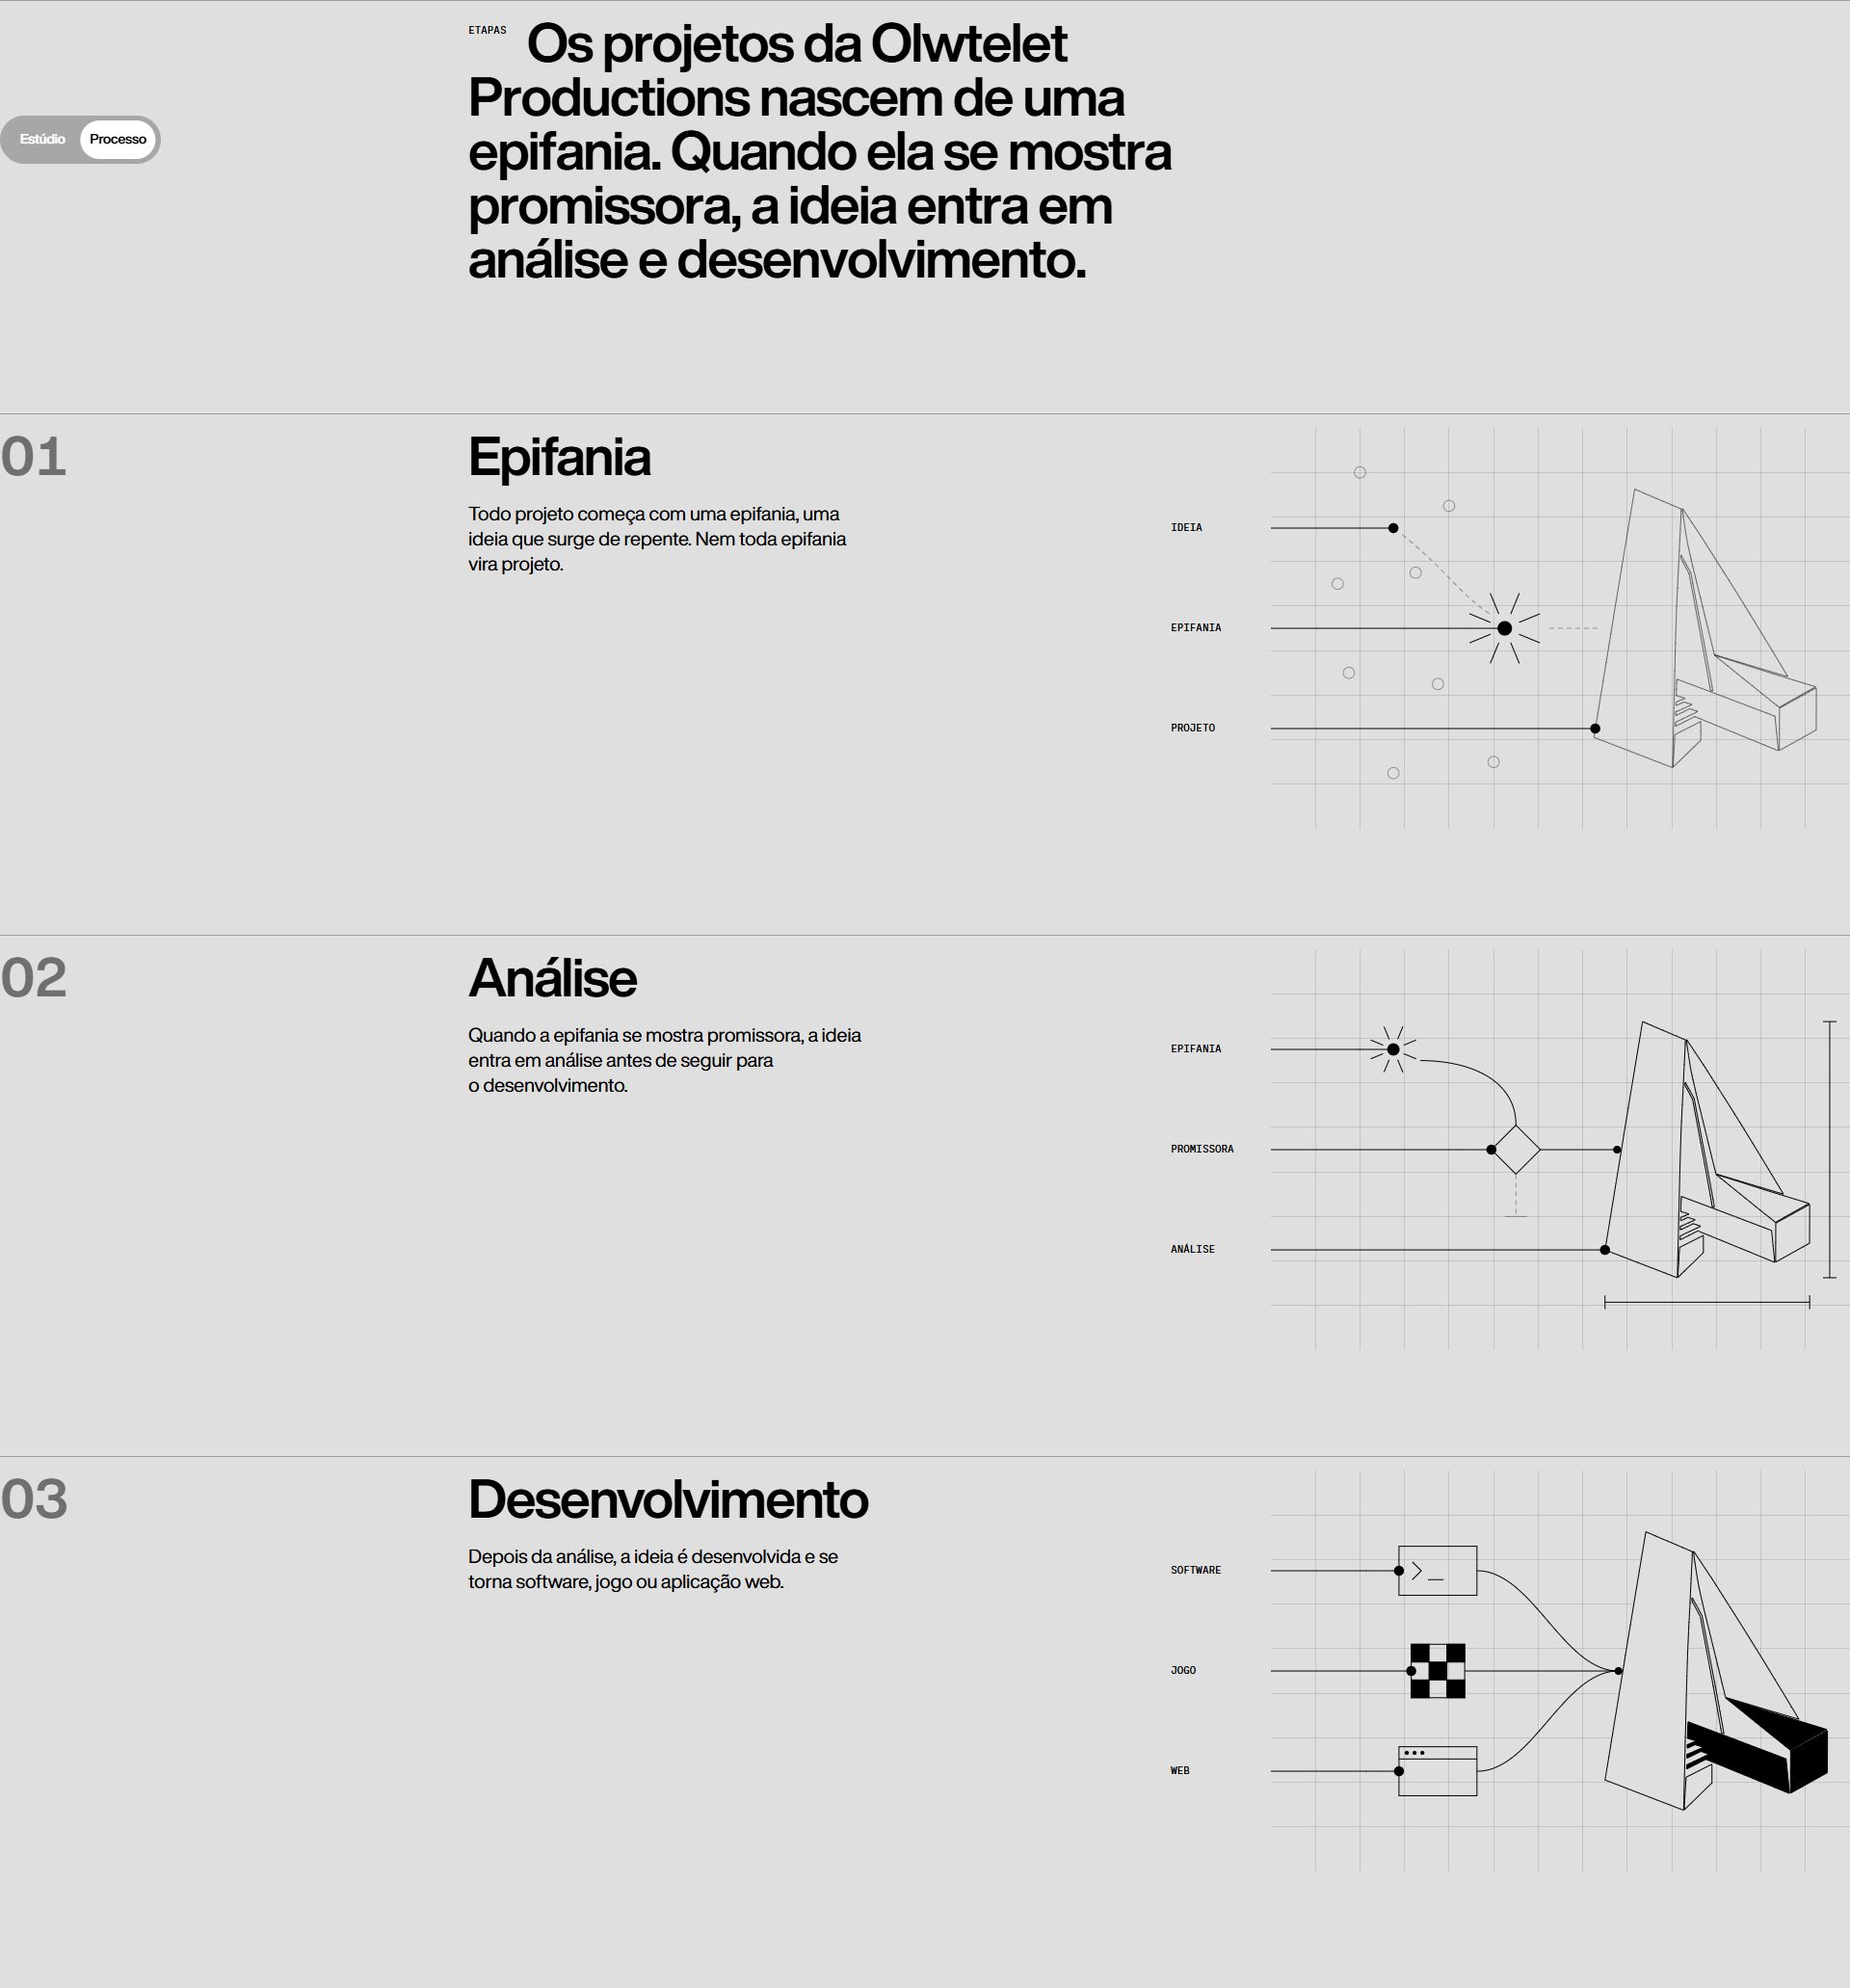 ETAPAS Os projetos da Olwtelet
Productions nascem de uma
epifania. Quando ela se mostra
promissora, a ideia entra em
análise e desenvolvimento.
Estúdio Processo
01
Epifania
Todo projeto começa com uma epifania, uma
ideia que surge de repente. Nem toda epifania
vira projeto.
IDEIA
EPIFANIA
PROJETO
02
Análise
Quando a epifania se mostra promissora, a ideia
entra em análise antes de seguir para
o desenvolvimento.
EPIFANIA
PROMISSORA
ANÁLISE
03
Desenvolvimento
Depois da análise, a ideia é desenvolvida e se
torna software, jogo ou aplicação web.
SOFTWARE
JOGO
WEB